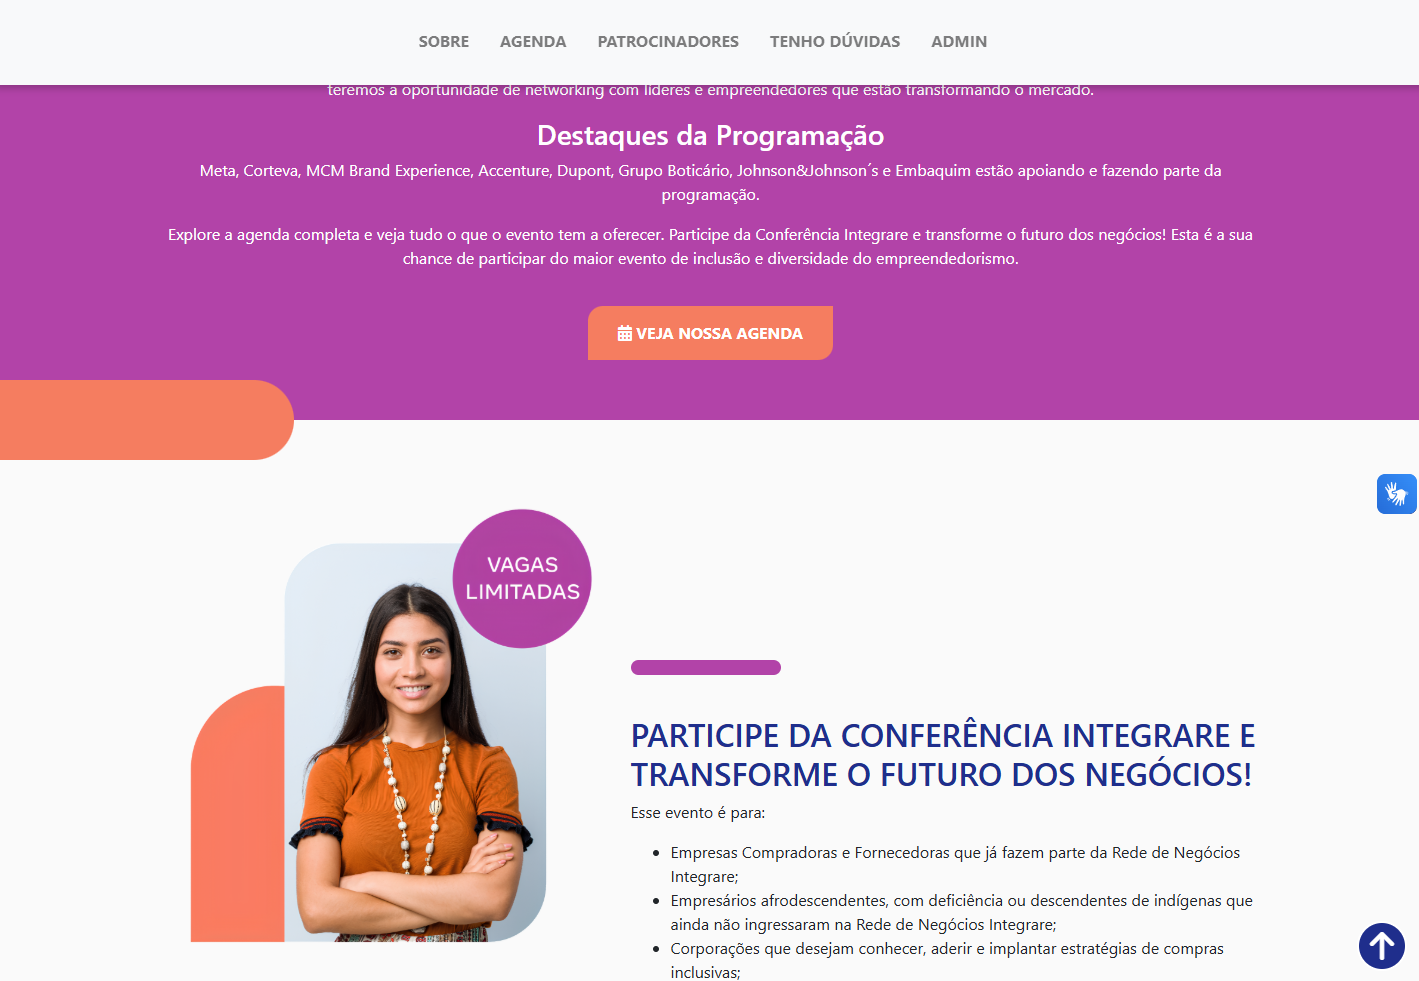 SOBRE AGENDA PATROCINADORES TENHO DÚVIDAS ADMIN
teremos a oportunidade de networking com líderes e empreendedores que estão transformando o mercado.
Destaques da Programação
Meta, Corteva, MCM Brand Experience, Accenture, Dupont, Grupo Boticário, Johnson&Johnson´s e Embaquim estão apoiando e fazendo parte da
programação.
Explore a agenda completa e veja tudo o que o evento tem a oferecer. Participe da Conferência Integrare e transforme o futuro dos negócios! Esta é a sua
chance de participar do maior evento de inclusão e diversidade do empreendedorismo.
VEJA NOSSA AGENDA
VAGAS
LIMITADAS
PARTICIPE DA CONFERÊNCIA INTEGRARE E
TRANSFORME O FUTURO DOS NEGÓCIOS!
Esse evento é para:
• Empresas Compradoras e Fornecedoras que já fazem parte da Rede de Negócios
Integrare;
• Empresários afrodescendentes, com deficiência ou descendentes de indígenas que
ainda não ingressaram na Rede de Negócios Integrare;
• Corporações que desejam conhecer, aderir e implantar estratégias de compras
inclusivas;